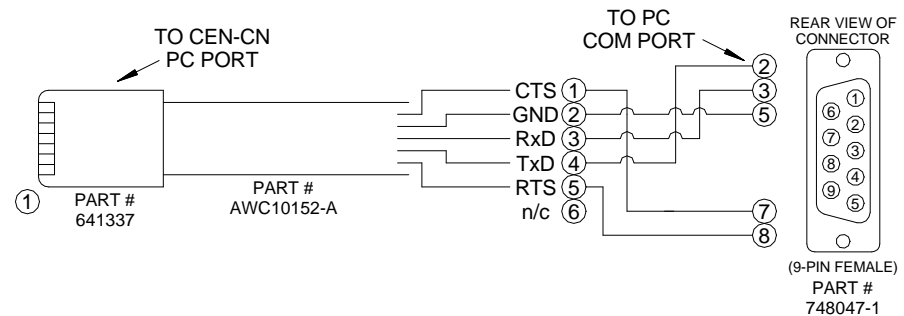 TO CEN-CN
PC PORT
1
PART #
641337
PART #
AWC10152-A
CTS 1
GND 2
RxD 3
TxD 4
RTS 5
n/c 6
TO PC
COM PORT
2
3
5
7
8
REAR VIEW OF
CONNECTOR
1
6
2
7
3
8
4
9
5
(9-PIN FEMALE)
PART #
748047-1